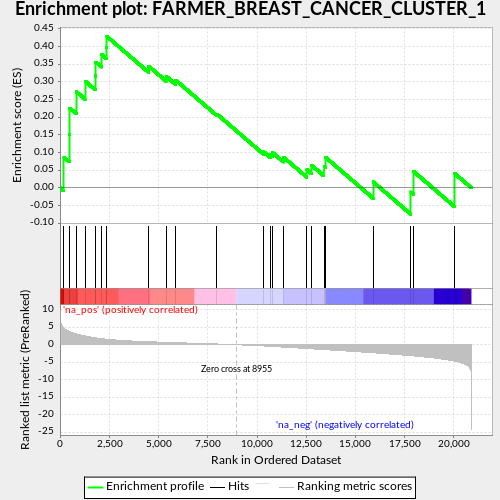 Enrichment plot: FARMER_BREAST_CANCER_CLUSTER_1
Enrichment score (ES)
0.45
0.40
0.35
0.30
0.25
0.20
0.15
0.10
0.05
0.00
-0.05
-0.10
'na_pos' (positively correlated)
Ranked list metric (PreRanked)
10
5
0
-5
-10
-15
-20
-25
Zero cross at 8955
'na_neg' (negatively correlated)
0
2,500
5,000
7,500
10,000
12,500
15,000
17,500
20,000
Rank in Ordered Dataset
Enrichment profile
Hits
Ranking metric scores